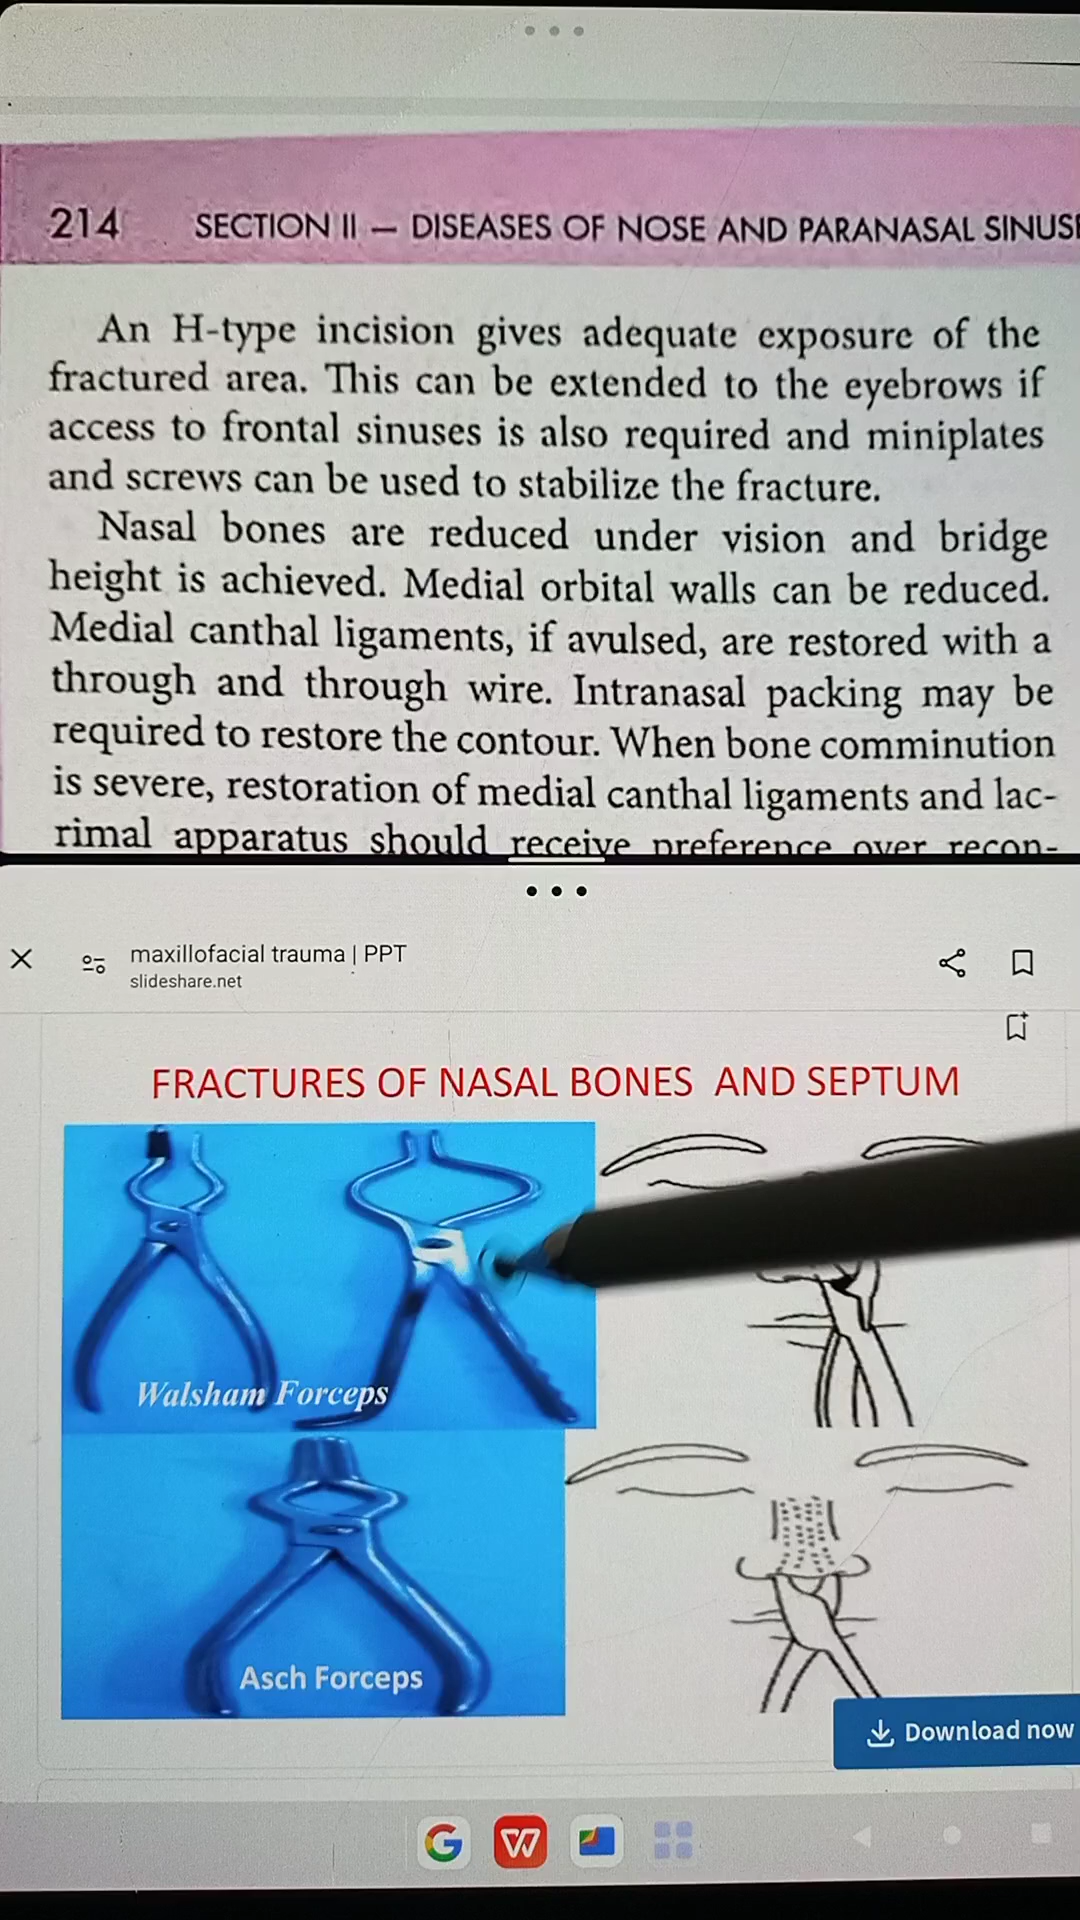 214 SECTION II — DISEASES OF NOSE AND PARANASAL
An H-type incision gives adequate exposure of the
fractured area. This can be extended to the eyebrows if
access to frontal sinuses is also required and miniplates
and screws can be used to stabilize the fracture.
Nasal bones are reduced under vision and bridge
height is achieved. Medial orbital walls can be reduced.
Medial canthal ligaments, if avulsed, are restored with a
through and through wire. Intranasal packing may be
required to restore the contour. When bone comminution
is severe, restoration of medial canthal ligaments and lac-
rimal apparatus should receive preference over recon-
maxillofacial trauma | PPT
slideshare.net
FRACTURES OF NASAL BONES AND SEPTUM
Walsham Forceps
Asch Forceps
Download now